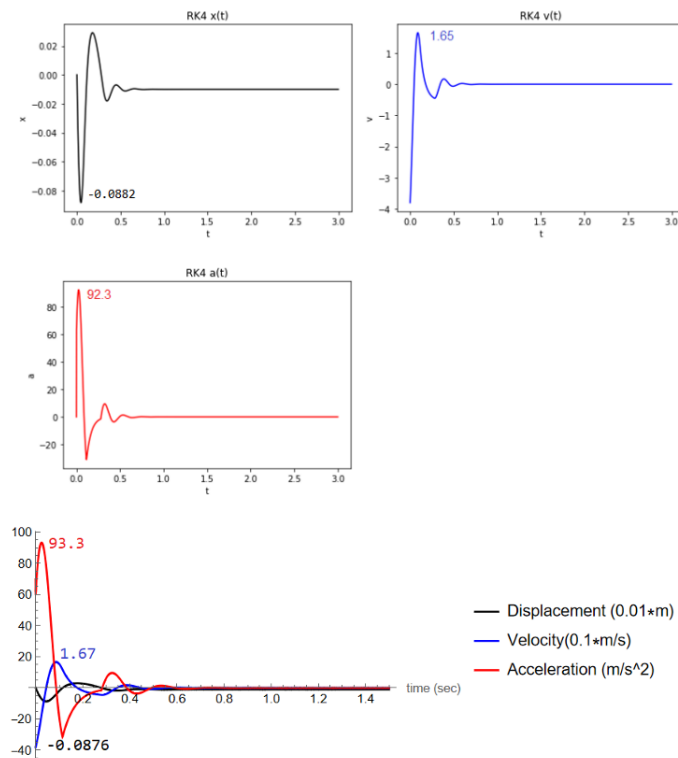 RK4 x(t)
0.02
0.00
−0.02
−0.04
−0.06
−0.08
x
-0.0882
0.0 0.5 1.0 1.5 2.0 2.5 3.0
t
RK4 v(t)
1.65
1
0
−1
−2
−3
−4
v
0.0 0.5 1.0 1.5 2.0 2.5 3.0
t
RK4 a(t)
92.3
80
60
40
20
0
−20
a
0.0 0.5 1.0 1.5 2.0 2.5 3.0
t
100
80
60
40
20
-20
-40
93.3
1.67
-0.0876
0.2 0.4 0.6 0.8 1.0 1.2 1.4
time (sec)
Displacement (0.01*m)
Velocity(0.1*m/s)
Acceleration (m/s^2)